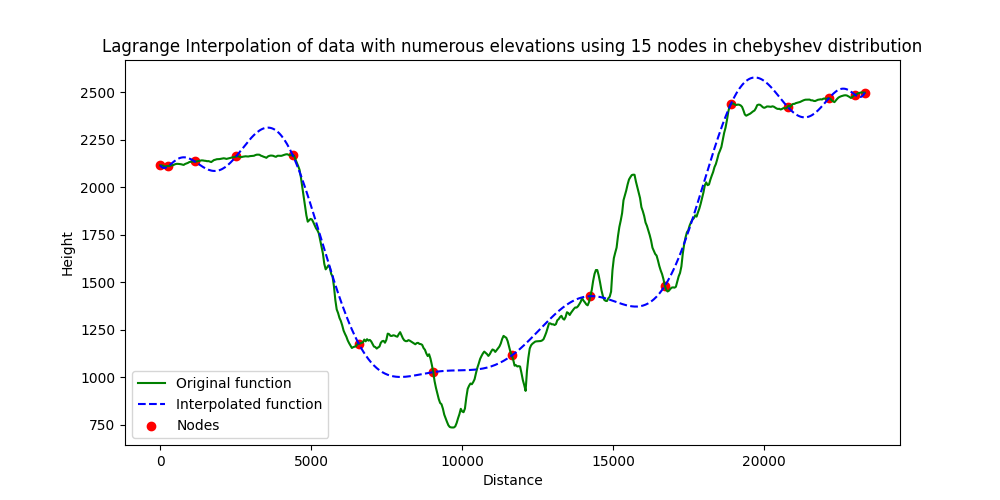 Lagrange Interpolation of data with numerous elevations using 15 nodes in chebyshev distribution
Height
2500
2250
2000
1750
1500
1250
1000
750
Original function
Interpolated function
Nodes
0
5000
10000
15000
20000
Distance